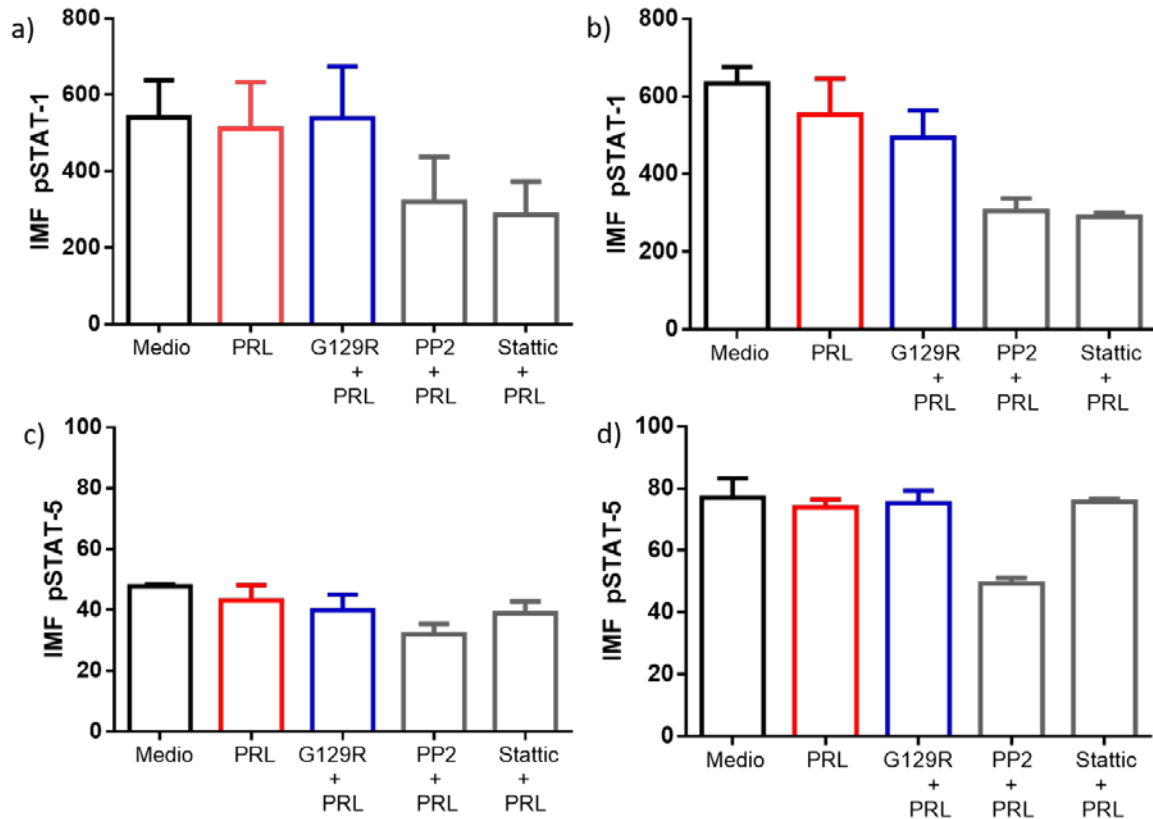 a)
IMF pSTAT-1
800
600
400
200
0
Medio PRL G129R PP2 Stattic
+ + +
PRL PRL PRL
b)
IMF pSTAT-1
800
600
400
200
0
Medio PRL G129R PP2 Stattic
+ + +
PRL PRL PRL
c)
IMF pSTAT-5
100
80
60
40
20
0
Medio PRL G129R PP2 Stattic
+ + +
PRL PRL PRL
d)
IMF pSTAT-5
100
80
60
40
20
0
Medio PRL G129R PP2 Stattic
+ + +
PRL PRL PRL